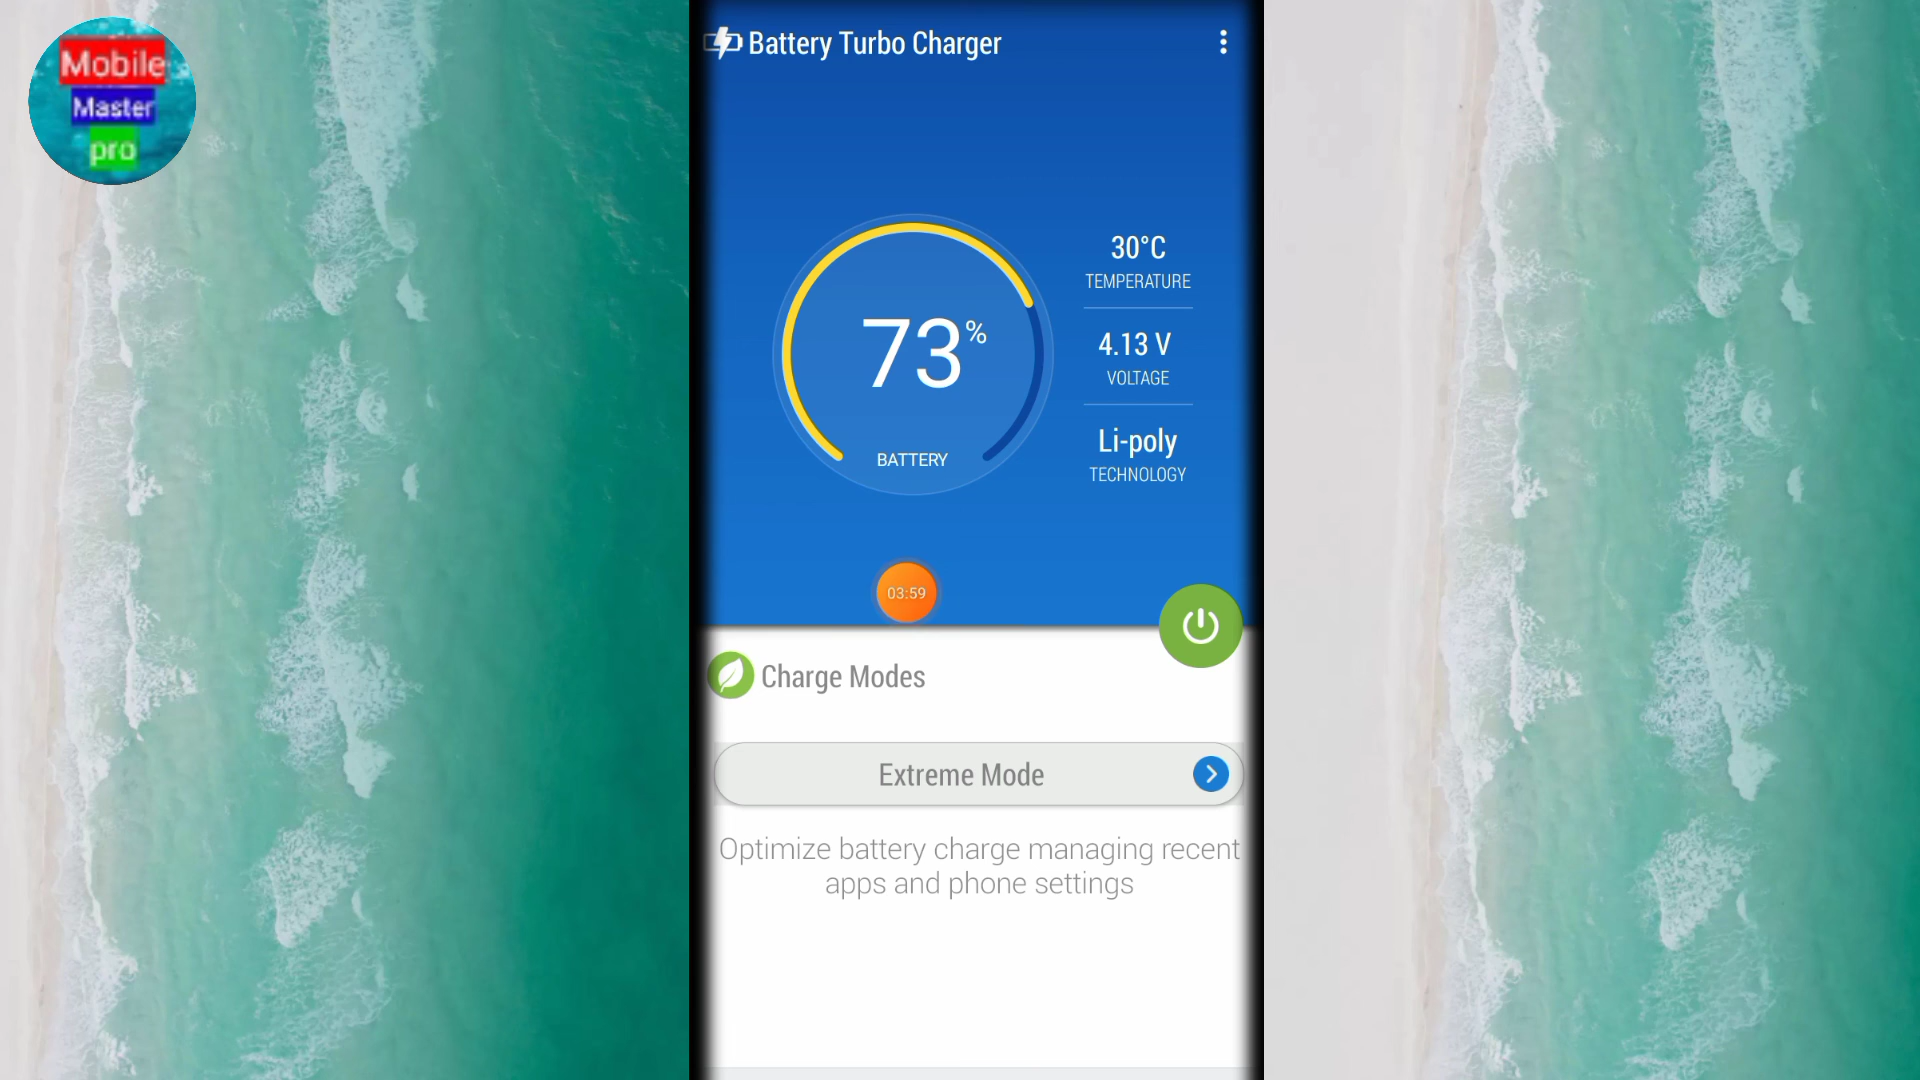 Mobile
Master
pro
Battery Turbo Charger
73%
BATTERY
30°C
TEMPERATURE
4.13 V
VOLTAGE
Li-poly
TECHNOLOGY
03:59
Charge Modes
Extreme Mode
Optimize battery charge managing recent
apps and phone settings